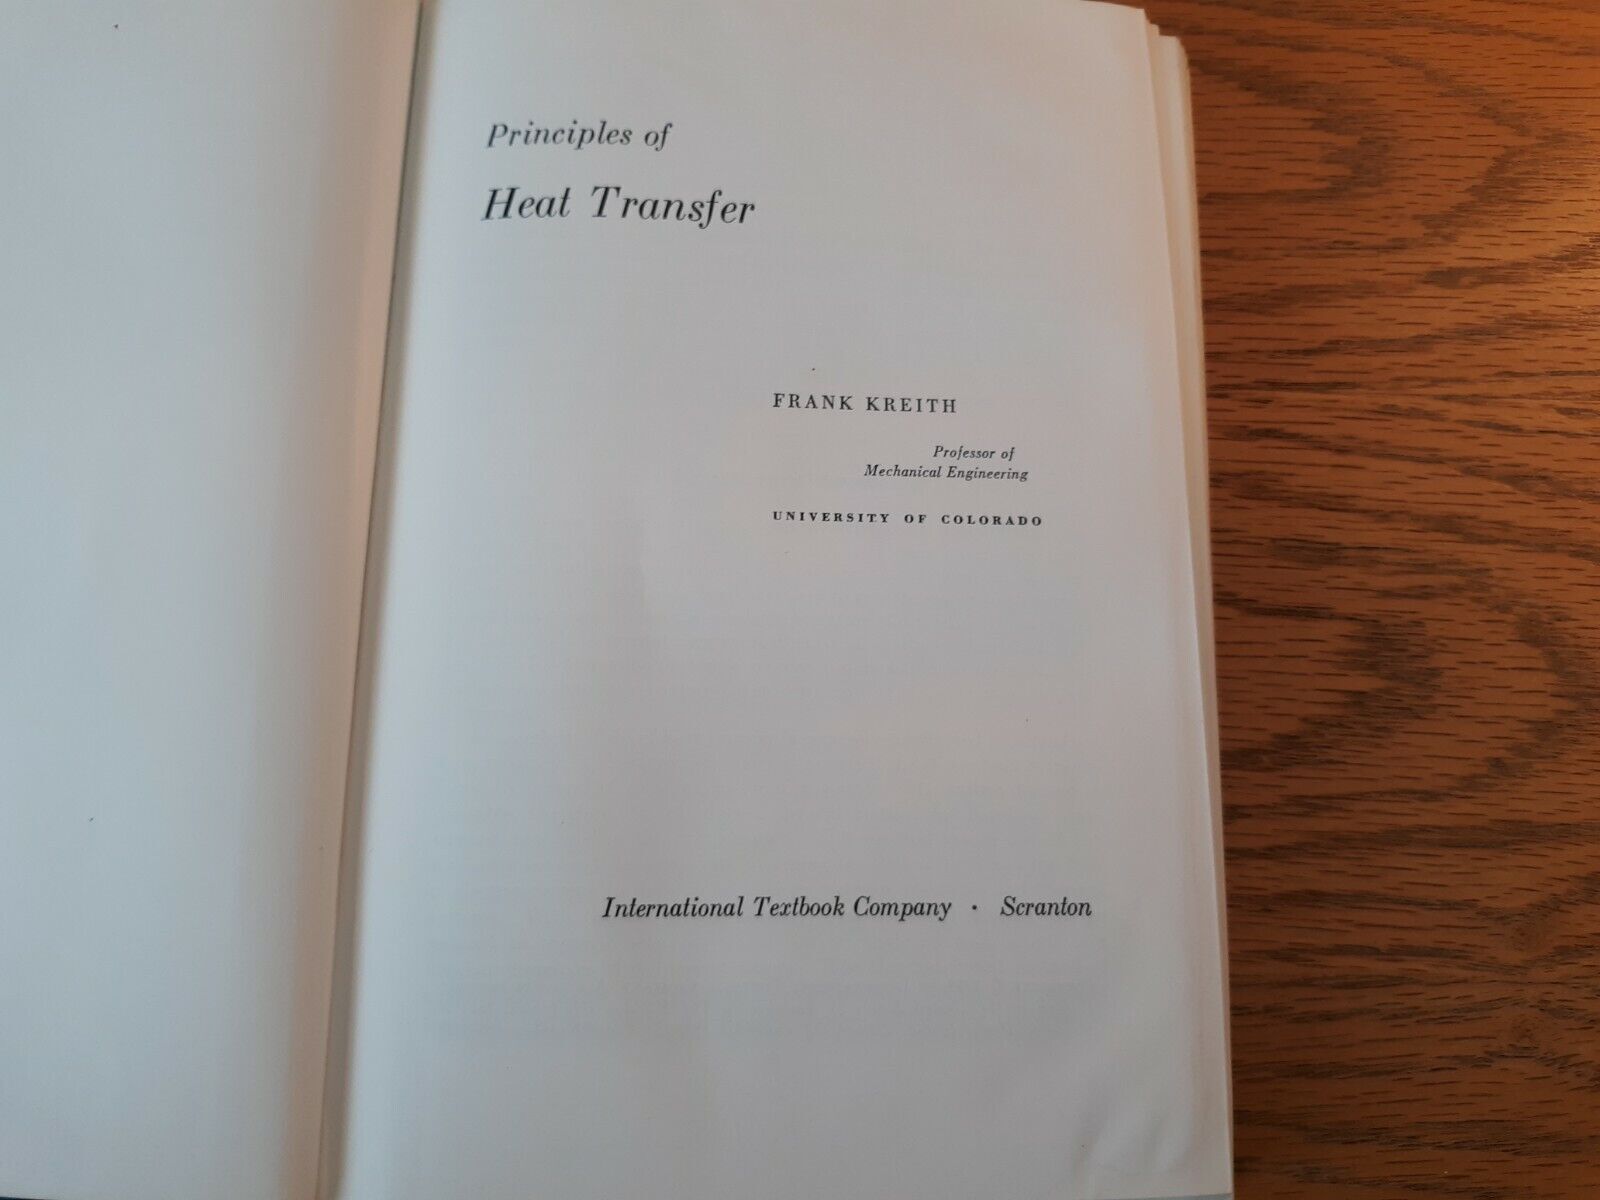 Principles of
Heat Transfer
FRANK KREITH
Professor of
Mechanical Engineering
UNIVERSITY OF COLORADO
International Textbook Company · Scranton